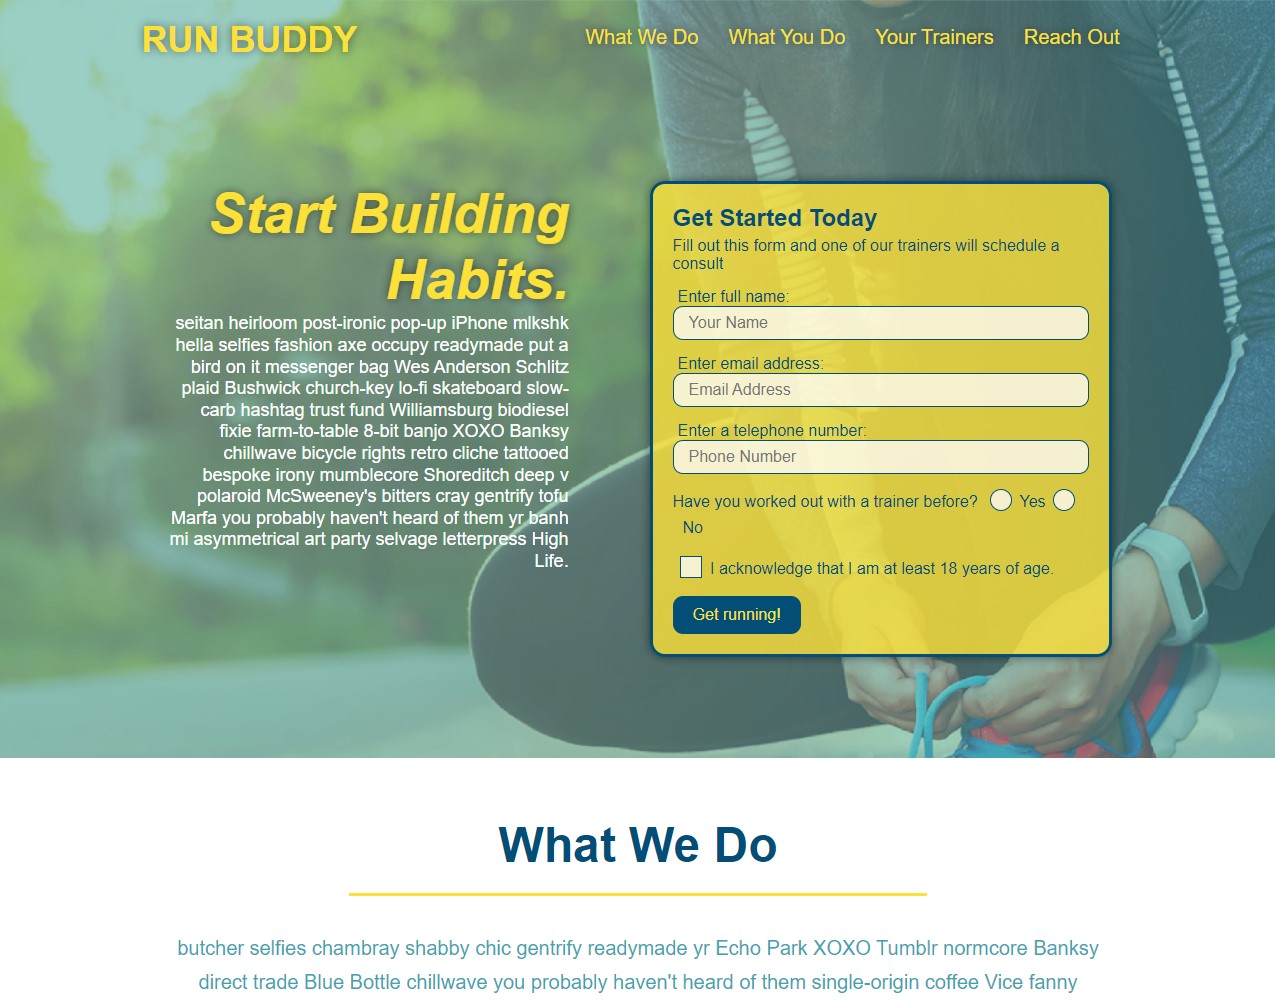 RUN BUDDY
What We Do What You Do Your Trainers Reach Out
Start Building
Habits.
seitan heirloom post-ironic pop-up iPhone mlkshk
hella selfies fashion axe occupy readymade put a
bird on it messenger bag Wes Anderson Schlitz
plaid Bushwick church-key lo-fi skateboard slow-
carb hashtag trust fund Williamsburg biodiesel
fixie farm-to-table 8-bit banjo XOXO Banksy
chillwave bicycle rights retro cliche tattooed
bespoke irony mumblecore Shoreditch deep v
polaroid McSweeney's bitters cray gentrify tofu
Marfa you probably haven't heard of them yr banh
mi asymmetrical art party selvage letterpress High
Life.
Get Started Today
Fill out this form and one of our trainers will schedule a
consult
Enter full name:
Your Name
Enter email address:
Email Address
Enter a telephone number:
Phone Number
Have you worked out with a trainer before? Yes
No
I acknowledge that I am at least 18 years of age.
Get running!
What We Do
butcher selfies chambray shabby chic gentrify readymade yr Echo Park XOXO Tumblr normcore Banksy
direct trade Blue Bottle chillwave you probably haven't heard of them single-origin coffee Vice fanny